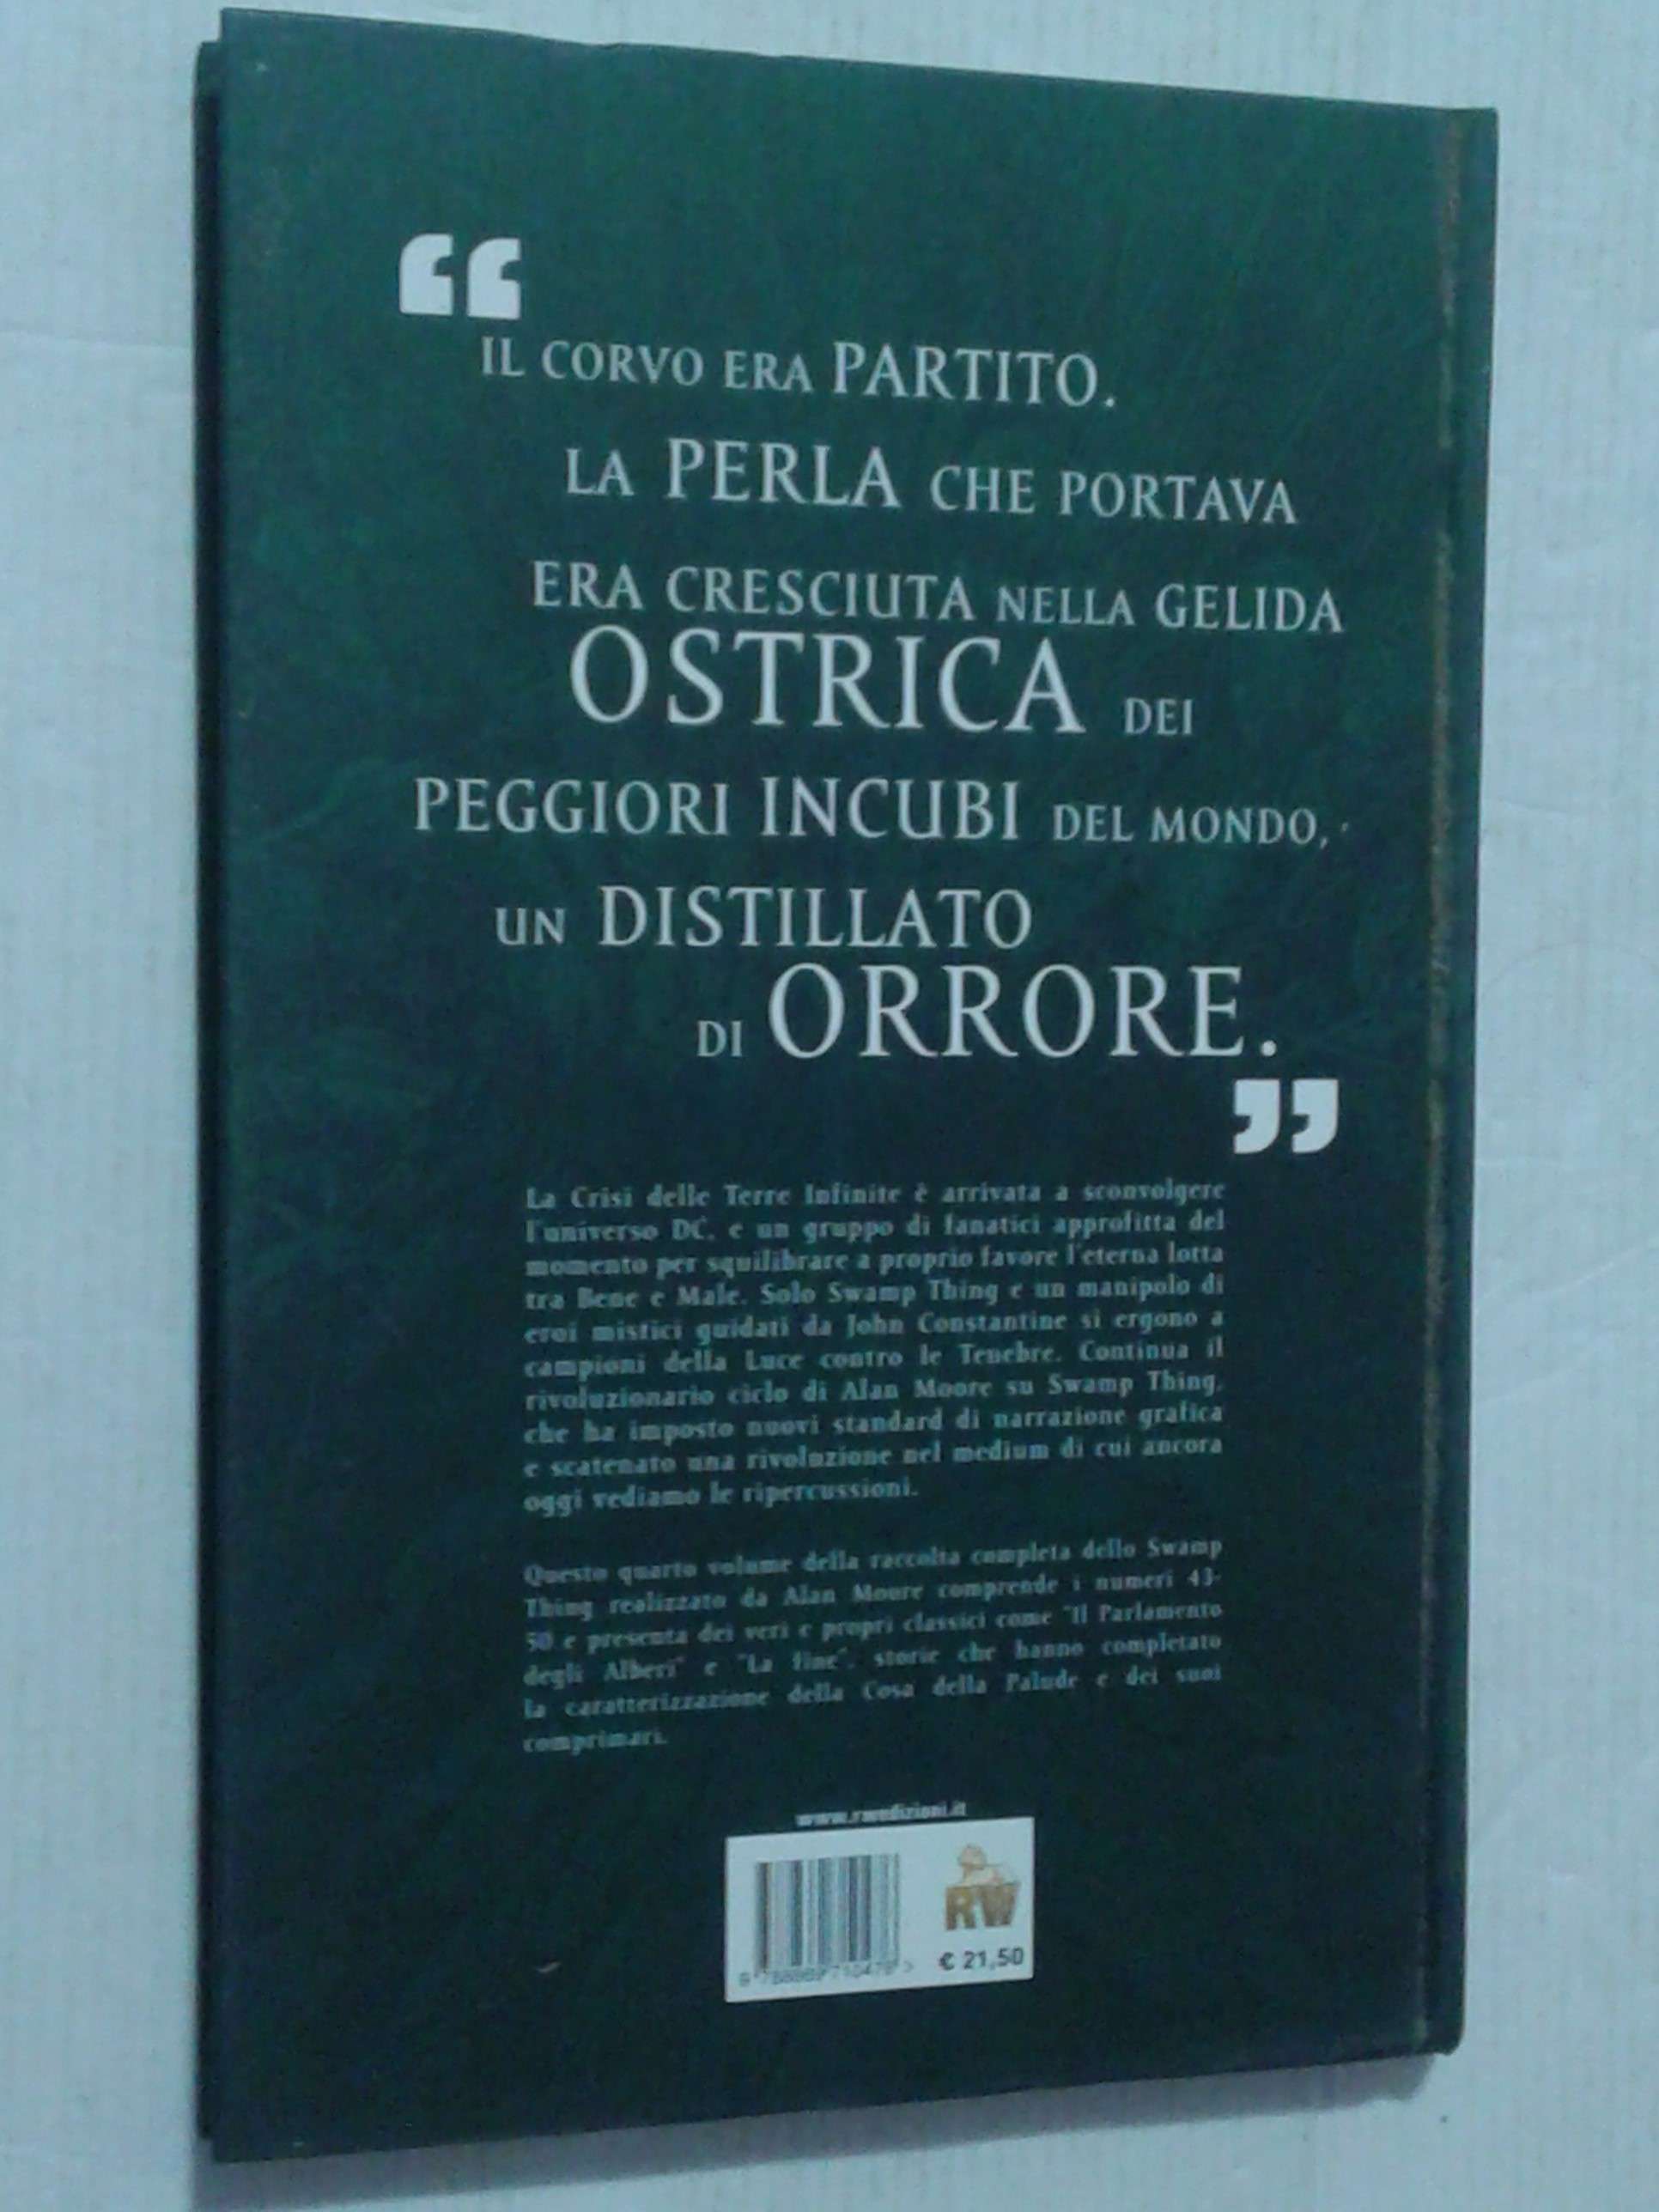 “
IL CORVO ERA PARTITO.
LA PERLA CHE PORTAVA
ERA CRESCIUTA NELLA GELIDA
OSTRICA DEI
PEGGIORI INCUBI DEL MONDO,
UN DISTILLATO
DI ORRORE.
”
La Crisi delle Terre Infinite è arrivata a sconvolgere
l'universo DC, e un gruppo di fanatici approfitta del
momento per squilibrare a proprio favore l'eterna lotta
tra Bene e Male. Solo Swamp Thing e un manipolo di
eroi mistici guidati da John Constantine si ergono a
campioni della Luce contro le Tenebre. Continua il
rivoluzionario ciclo di Alan Moore su Swamp Thing,
che ha imposto nuovi standard di narrazione grafica
e scatenato una rivoluzione nel medium di cui ancora
oggi vediamo le ripercussioni.
Questo quarto volume della raccolta completa dello Swamp
Thing realizzato da Alan Moore comprende i numeri 43-
50 e presenta dei veri e propri classici come "Il Parlamento
degli Alberi" e "La fine", storie che hanno completato
la caratterizzazione della Cosa della Palude e dei suoi
comprimari.
www.rwedizioni.it
RW
€ 21,50